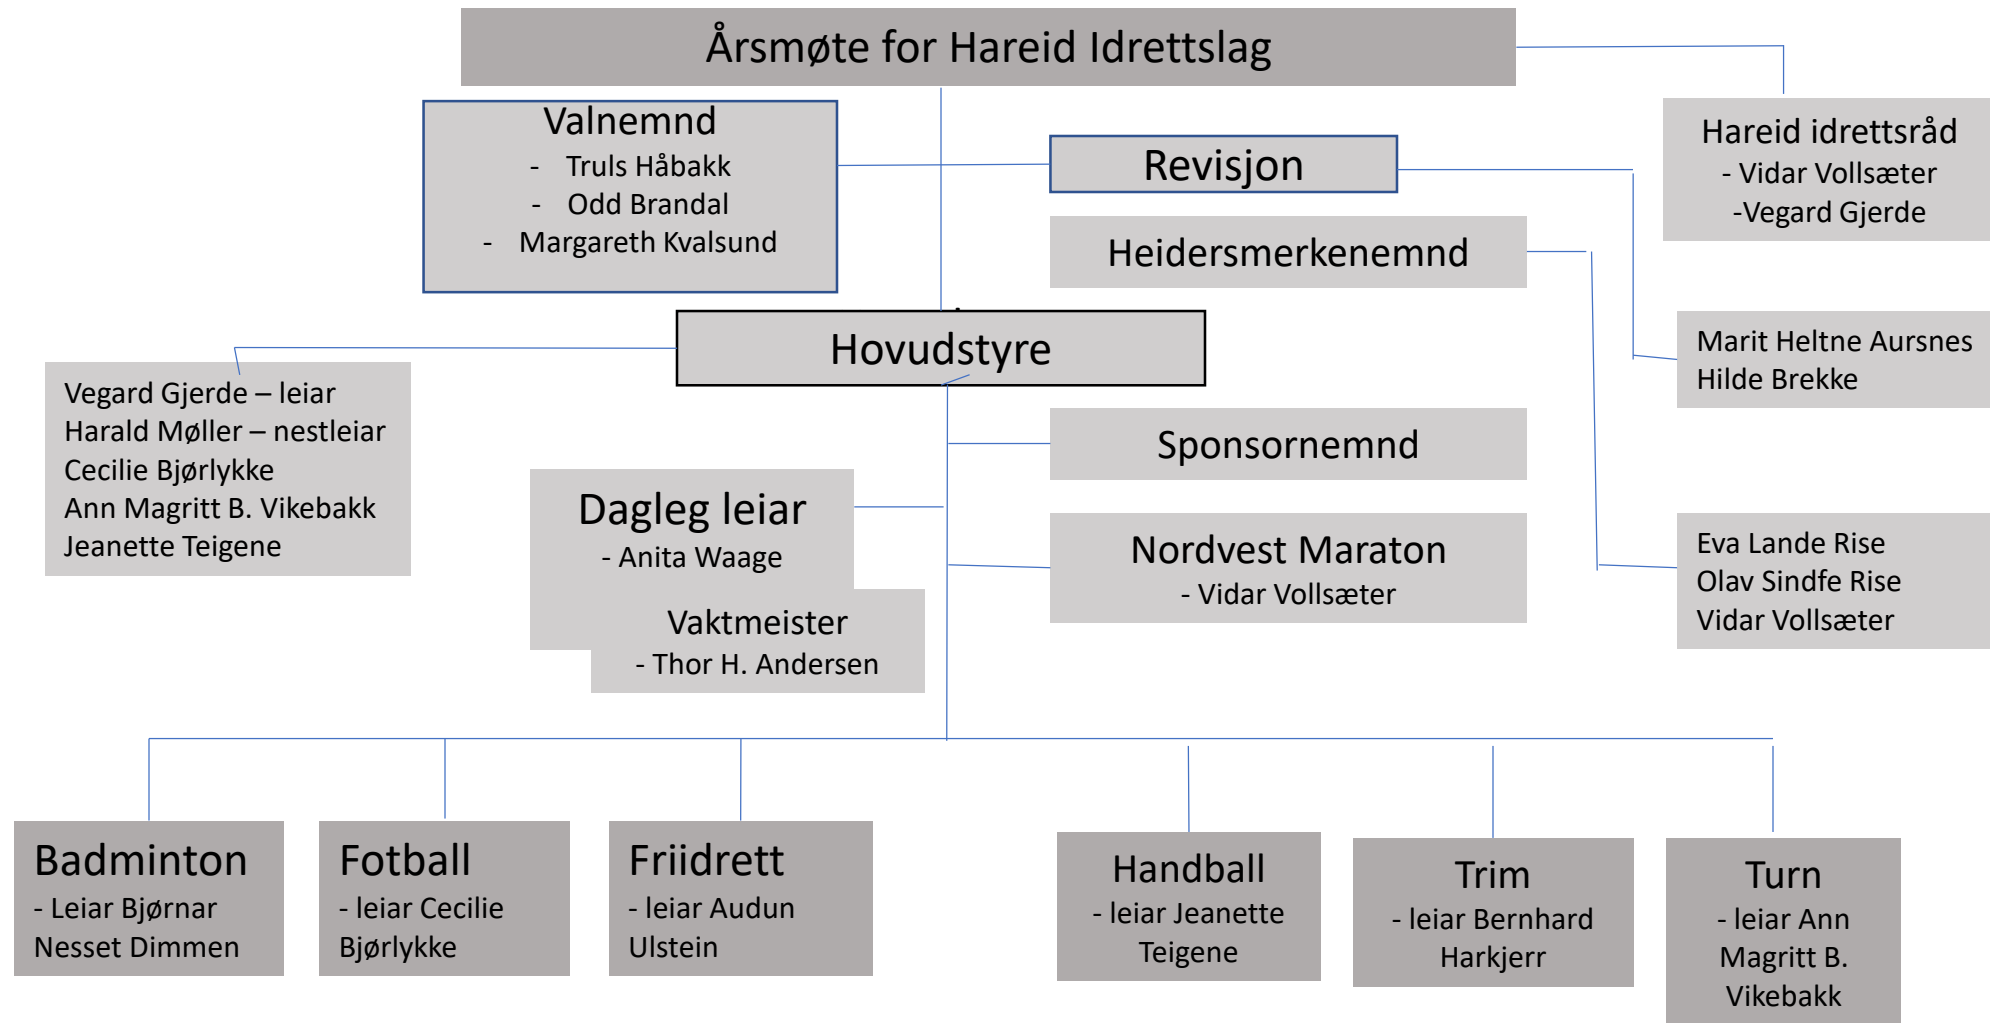 Årsmøte for Hareid Idrettslag
Valnemnd
- Truls Håbakk
- Odd Brandal
- Margareth Kvalsund
Revisjon
Hareid idrettsråd
- Vidar Vollsæter
-Vegard Gjerde
Heidersmerkenemnd
Hovudstyre
Marit Heltne Aursnes
Hilde Brekke
Vegard Gjerde – leiar
Harald Møller – nestleiar
Cecilie Bjørlykke
Ann Magritt B. Vikebakk
Jeanette Teigene
Sponsornemnd
Dagleg leiar
- Anita Waage
Nordvest Maraton
- Vidar Vollsæter
Eva Lande Rise
Olav Sindfe Rise
Vidar Vollsæter
Vaktmeister
- Thor H. Andersen
Badminton
- Leiar Bjørnar
Nesset Dimmen
Fotball
- leiar Cecilie
Bjørlykke
Friidrett
- leiar Audun
Ulstein
Handball
- leiar Jeanette
Teigene
Trim
- leiar Bernhard
Harkjerr
Turn
- leiar Ann
Magritt B.
Vikebakk